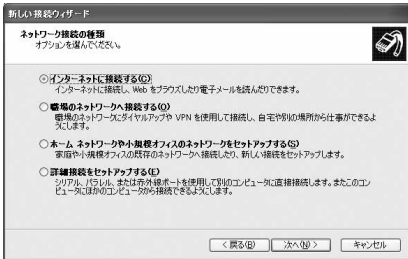 新しい接続ウィザード
ネットワーク接続の種類
オプションを選んでください。
インターネットに接続する(C)
インターネットに接続し、Web をブラウズしたり電子メールを読んだりできます。
職場のネットワークへ接続する(O)
職場のネットワークにダイヤルアップや VPN を使用して接続し、自宅や別の場所から仕事ができるよ
うにします。
ホーム ネットワークや小規模オフィスのネットワークをセットアップする(S)
家庭や小規模オフィスの既存のネットワークへ接続したり、新しい接続をセットアップします。
詳細接続をセットアップする(E)
シリアル、パラレル、または赤外線ポートを使用して別のコンピュータに直接接続します。またこのコン
ピュータにほかのコンピュータから接続できるようにします。
< 戻る(B)
次へ(N) >
キャンセル